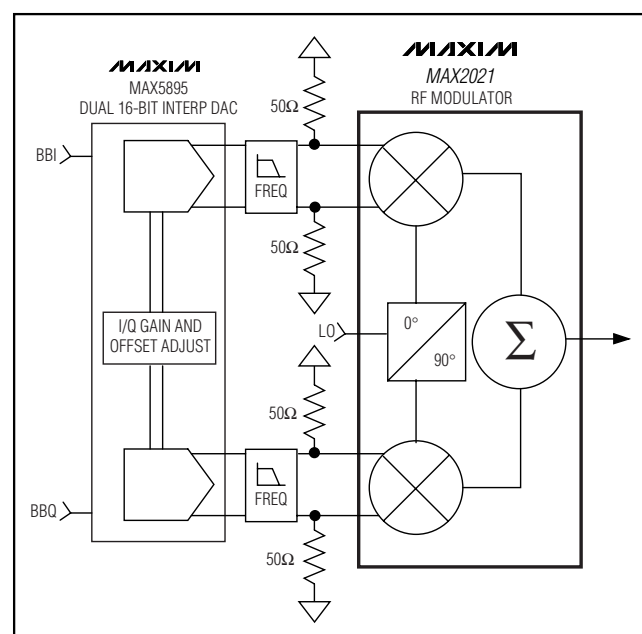 MAXIM
MAX5895
DUAL 16-BIT INTERP DAC
MAXIM
MAX2021
RF MODULATOR
50Ω
BBI
FREQ
50Ω
I/Q GAIN AND
OFFSET ADJUST
LO
0°
90°
Σ
50Ω
FREQ
BBQ
50Ω